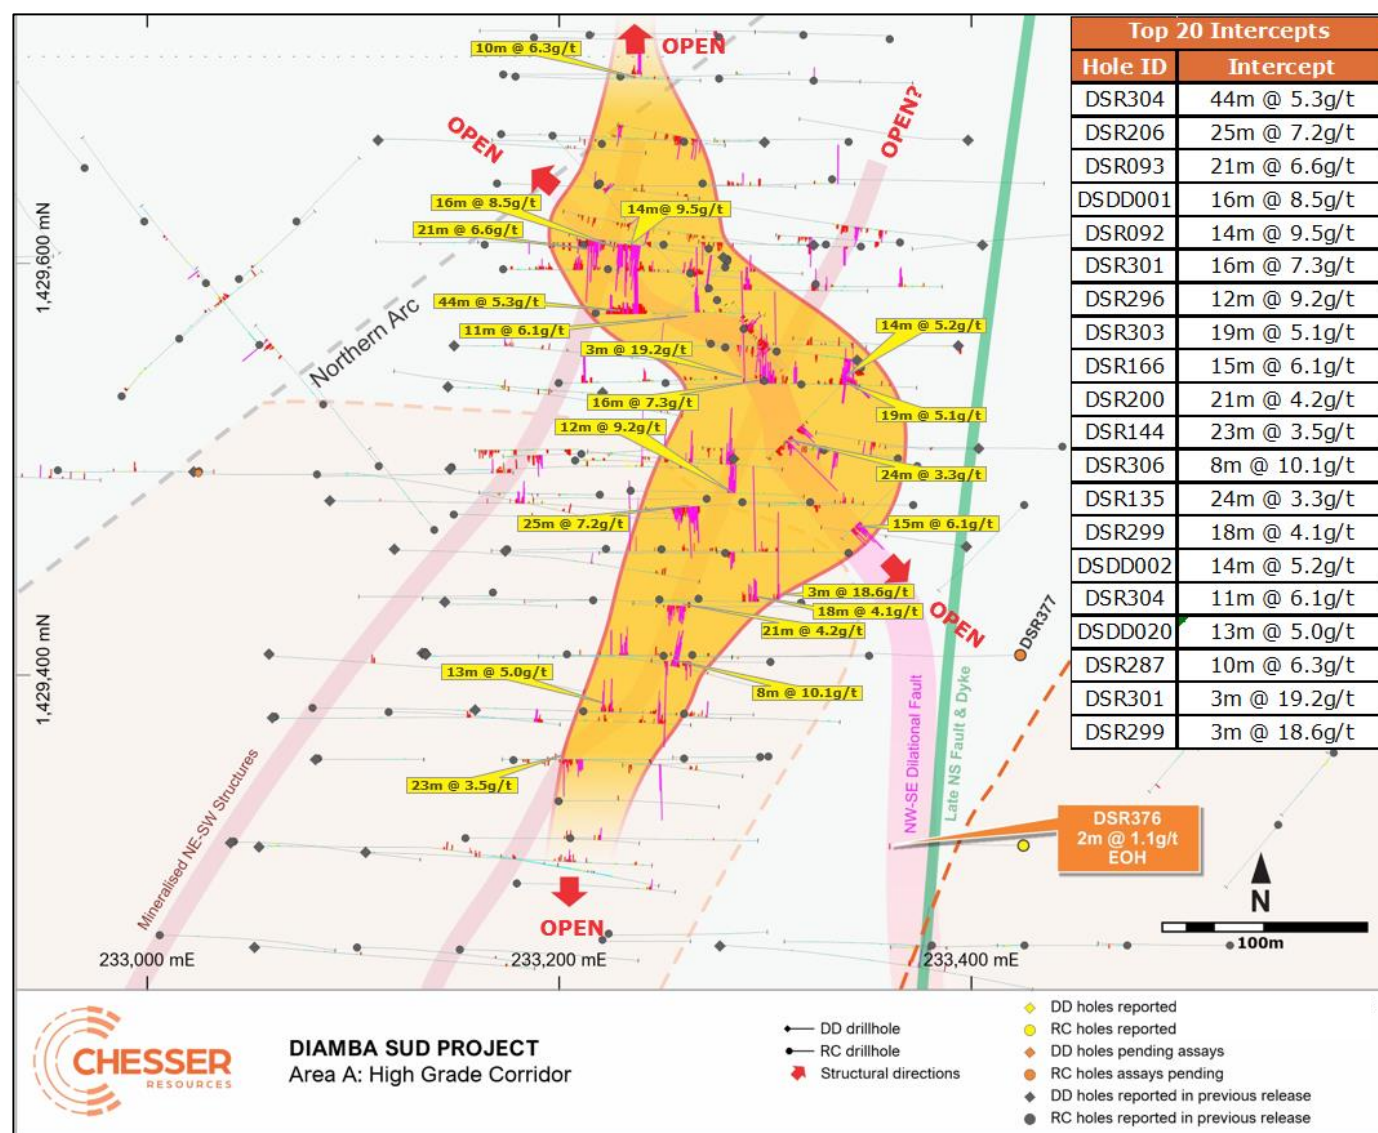 Top 20 Intercepts
Hole ID Intercept
DSR304 44m @ 5.3g/t
DSR206 25m @ 7.2g/t
DSR093 21m @ 6.6g/t
DSDD001 16m @ 8.5g/t
DSR092 14m @ 9.5g/t
DSR301 16m @ 7.3g/t
DSR296 12m @ 9.2g/t
DSR303 19m @ 5.1g/t
DSR166 15m @ 6.1g/t
DSR200 21m @ 4.2g/t
DSR144 23m @ 3.5g/t
DSR306 8m @ 10.1g/t
DSR135 24m @ 3.3g/t
DSR299 18m @ 4.1g/t
DSDD002 14m @ 5.2g/t
DSR304 11m @ 6.1g/t
DSDD020 13m @ 5.0g/t
DSR287 10m @ 6.3g/t
DSR301 3m @ 19.2g/t
DSR299 3m @ 18.6g/t
10m @ 6.3g/t
OPEN
OPEN
OPEN?
16m @ 8.5g/t
14m@ 9.5g/t
21m @ 6.6g/t
1,429,600 mN
44m @ 5.3g/t
11m @ 6.1g/t
14m @ 5.2g/t
3m @ 19.2g/t
Northern Arc
16m @ 7.3g/t
19m @ 5.1g/t
12m @ 9.2g/t
24m @ 3.3g/t
25m @ 7.2g/t
15m @ 6.1g/t
3m @ 18.6g/t
18m @ 4.1g/t
OPEN
21m @ 4.2g/t
DSR377
1,429,400 mN
13m @ 5.0g/t
8m @ 10.1g/t
23m @ 3.5g/t
Mineralised NE-SW Structures
NW-SE Dilational Fault
Late NS Fault & Dyke
DSR376
2m @ 1.1g/t
EOH
OPEN
N
100m
233,000 mE
233,200 mE
233,400 mE
CHESSER
RESOURCES
DIAMBA SUD PROJECT
Area A: High Grade Corridor
DD drillhole
RC drillhole
Structural directions
DD holes reported
RC holes reported
DD holes pending assays
RC holes assays pending
DD holes reported in previous release
RC holes reported in previous release